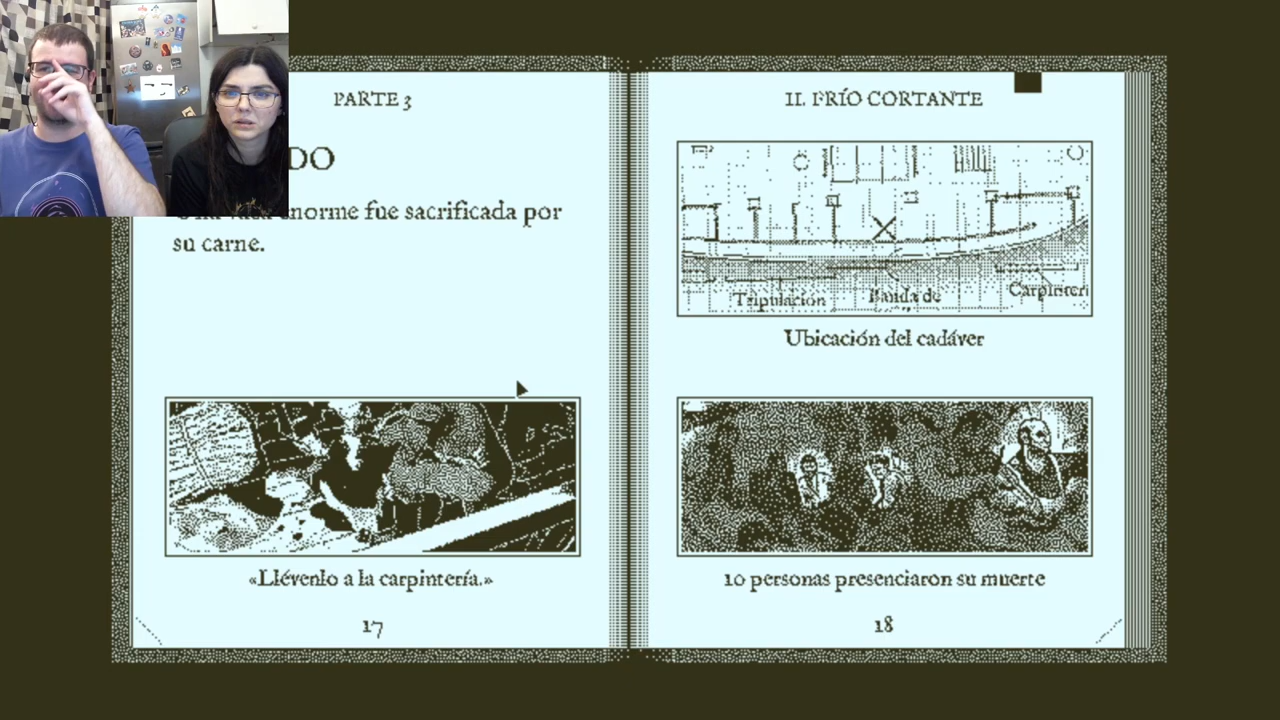 PARTE 3
DO
enorme fue sacrificada por
su carne.
«Llévenlo a la carpintería.»
17
II. FRÍO CORTANTE
Tripulación
Banda de
Carpinterí
Ubicación del cadáver
10 personas presenciaron su muerte
18